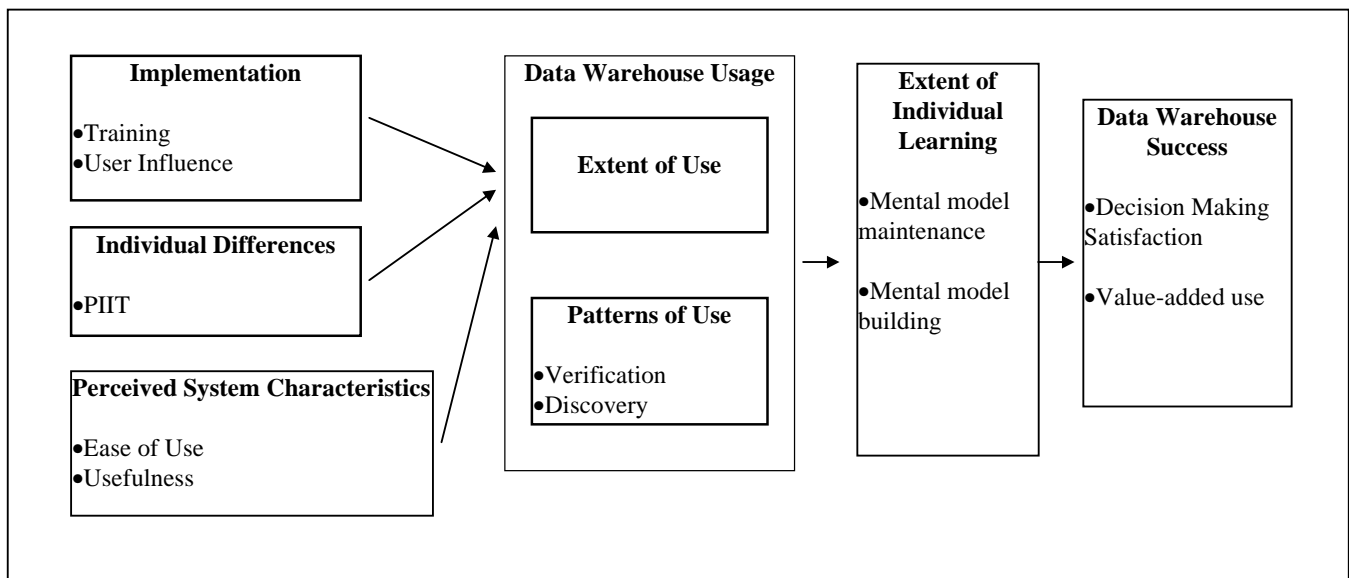 Implementation
•Training
•User Influence
Individual Differences
•PIIT
Perceived System Characteristics
•Ease of Use
•Usefulness
Data Warehouse Usage
Extent of Use
Patterns of Use
•Verification
•Discovery
Extent of
Individual
Learning
•Mental model
maintenance
•Mental model
building
Data Warehouse
Success
•Decision Making
Satisfaction
•Value-added use